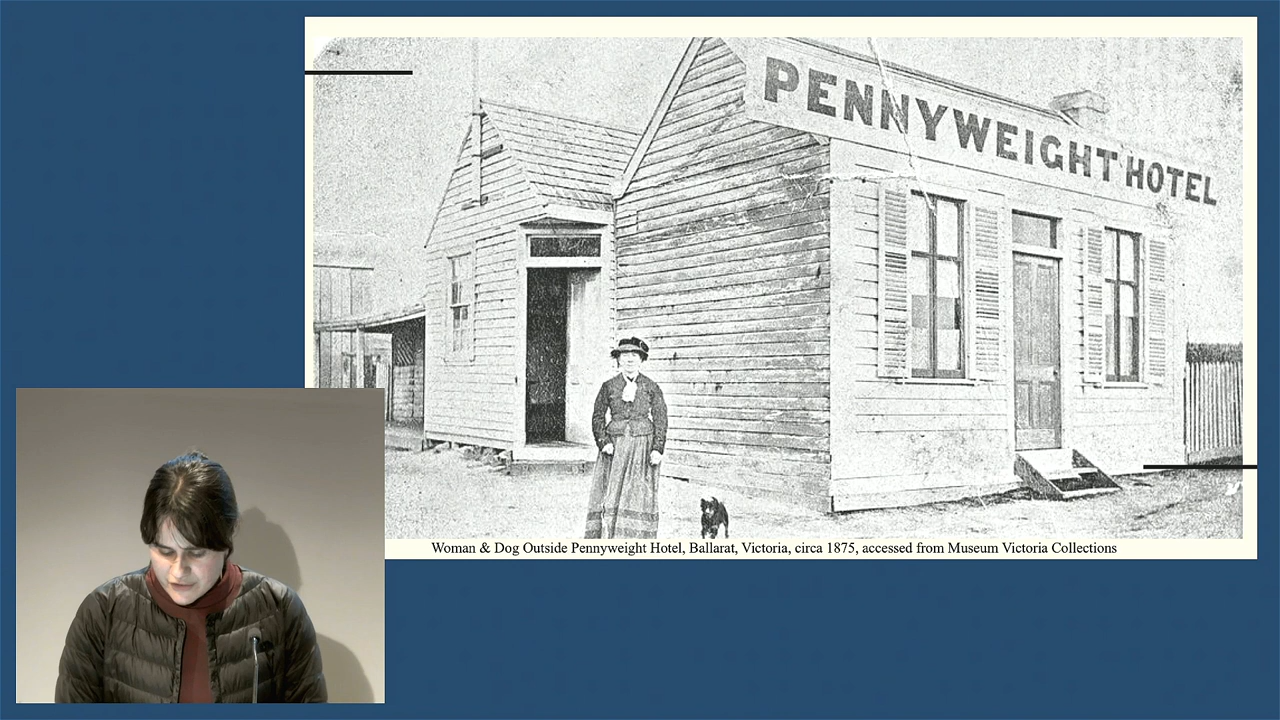 PENNYWEIGHT HOTEL
Woman & Dog Outside Pennyweight Hotel, Ballarat, Victoria, circa 1875, accessed from Museum Victoria Collections